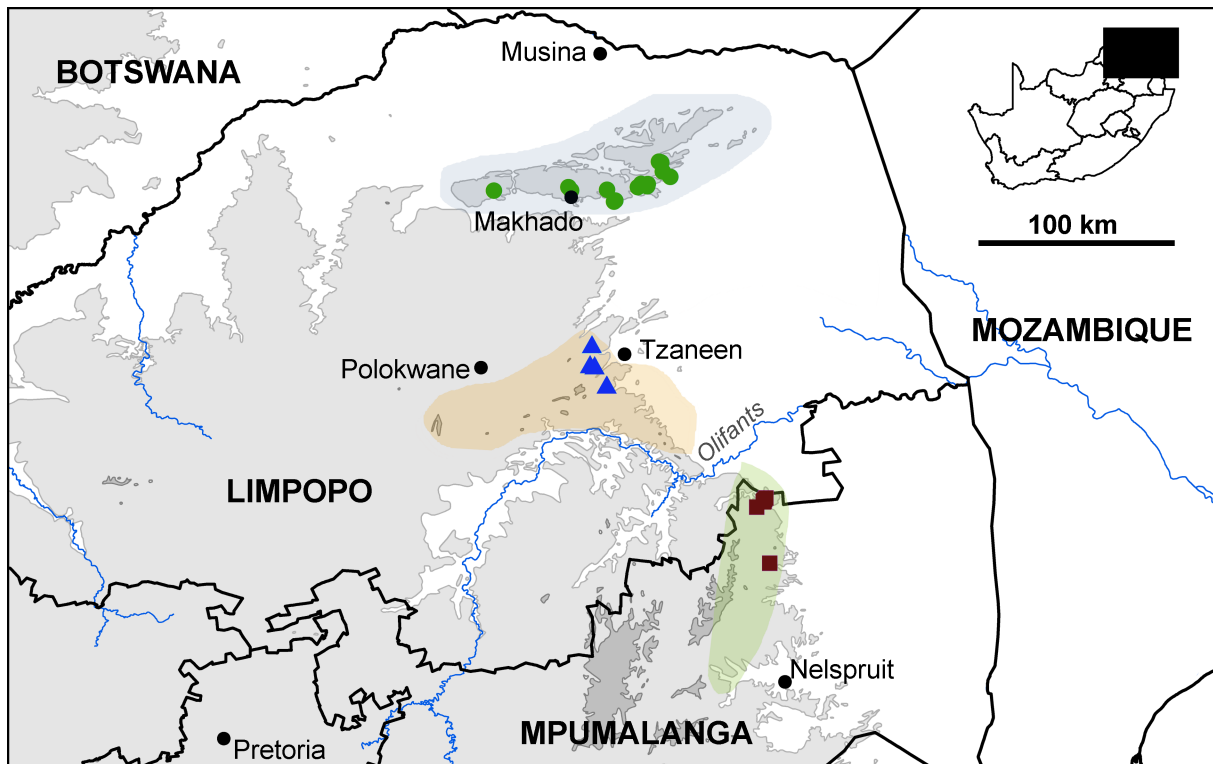 Musina
BOTSWANA
Makhado
100 km
MOZAMBIQUE
Tzaneen
Polokwane
Olifants
LIMPOPO
Nelspruit
MPUMALANGA
Pretoria